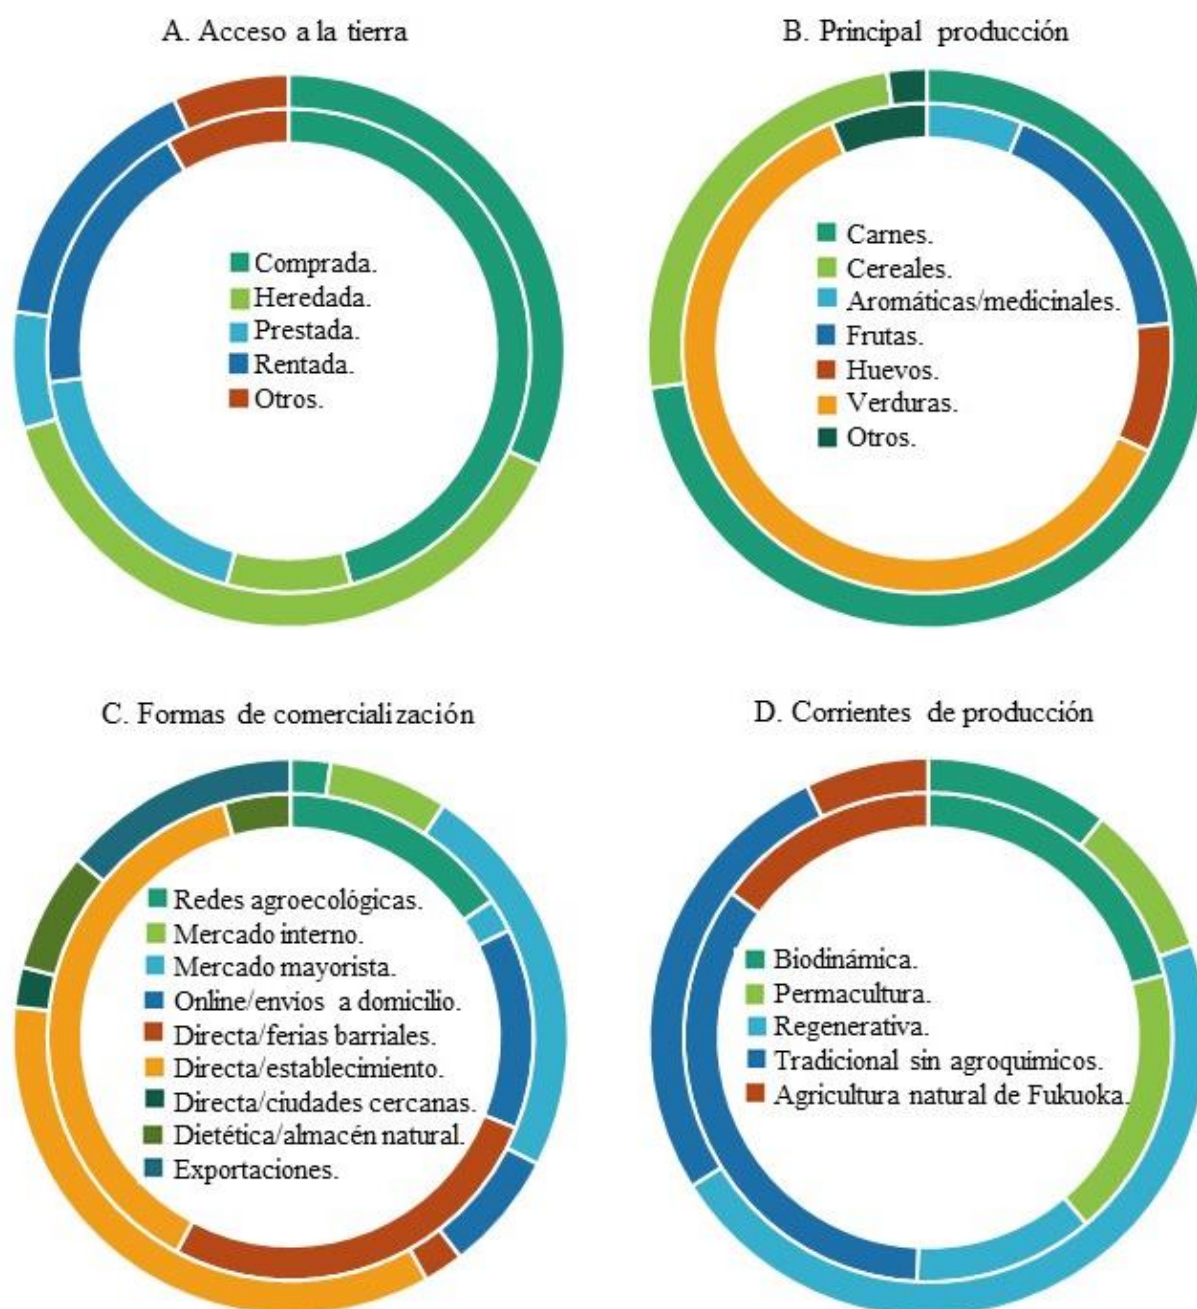 A. Acceso a la tierra
Comprada.
Heredada.
Prestada.
Rentada.
Otros.
B. Principal producción
Carnes.
Cereales.
Aromáticas/medicinales.
Frutas.
Huevos.
Verduras.
Otros.
C. Formas de comercialización
Redes agroecológicas.
Mercado interno.
Mercado mayorista.
Online/envios a domicilio.
Directa/ferias barriales.
Directa/establecimiento.
Directa/ciudades cercanas.
Dietética/almacén natural.
Exportaciones.
D. Corrientes de producción
Biodinámica.
Permacultura.
Regenerativa.
Tradicional sin agroquímicos.
Agricultura natural de Fukuoka.